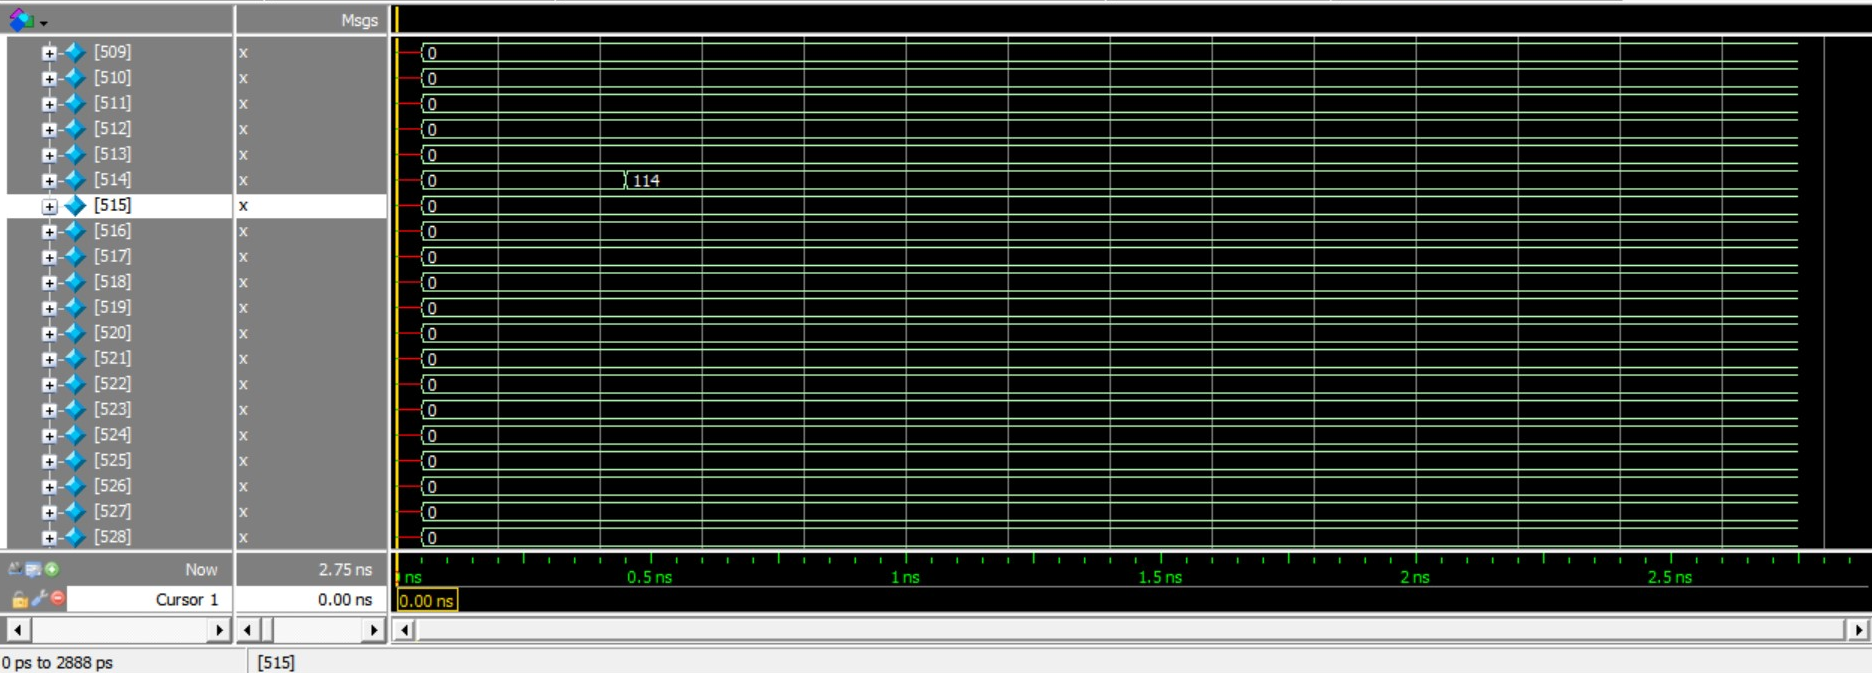 Msgs
[509] x 0
[510] x 0
[511] x 0
[512] x 0
[513] x 0
[514] x 0 114
[515] x 0
[516] x 0
[517] x 0
[518] x 0
[519] x 0
[520] x 0
[521] x 0
[522] x 0
[523] x 0
[524] x 0
[525] x 0
[526] x 0
[527] x 0
[528] x 0
Now 2.75 ns ns 0.5 ns 1 ns 1.5 ns 2 ns 2.5 ns
Cursor 1 0.00 ns 0.00 ns
0 ps to 2888 ps [515]